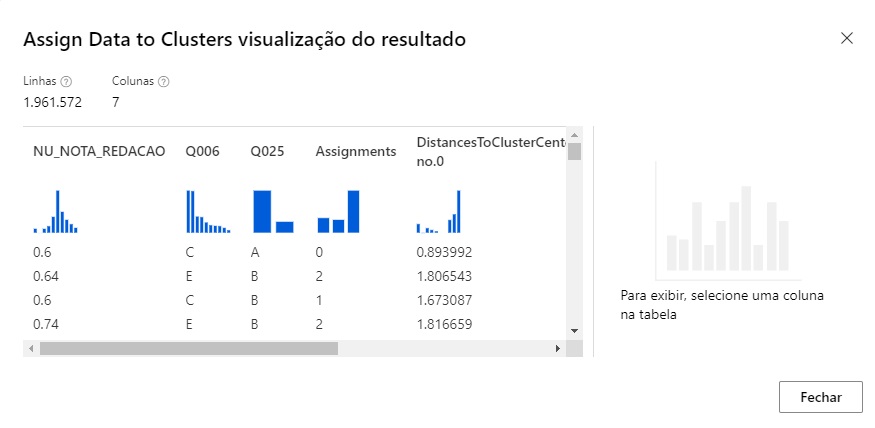 Assign Data to Clusters visualização do resultado
Linhas
Colunas
1.961.572
7
NU_NOTA_REDACAO
Q006
Q025
Assignments
DistancesToClusterCent
no.0
0.6
C
A
0
0.893992
0.64
E
B
2
1.806543
0.6
C
B
1
1.673087
0.74
E
B
2
1.816659
Para exibir, selecione uma coluna
na tabela
Fechar